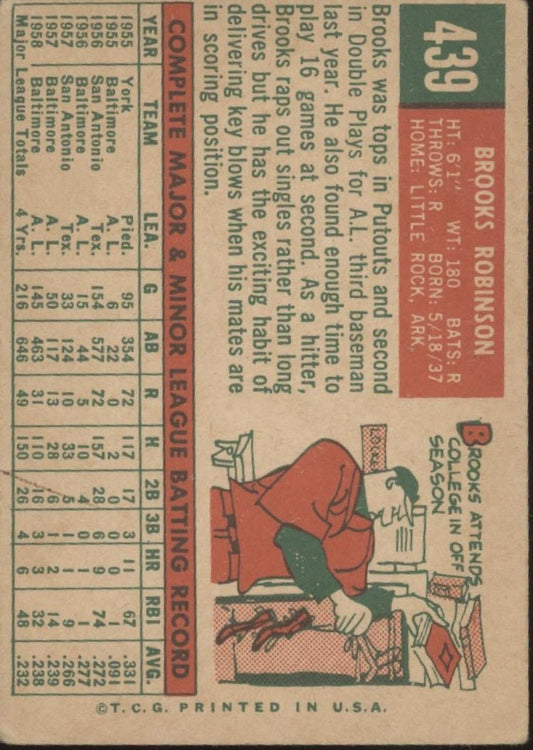 439
BROOKS ROBINSON
HT: 6'1" WT: 180 BATS: R
THROWS: R BORN: 5/18/37
HOME: LITTLE ROCK, ARK.
Brooks was tops in Putouts and second
in Double Plays for A.L. third baseman
last year. He also found enough time to
play 16 games at second. As a hitter,
Brooks raps out singles rather than long
drives but he has the exciting habit of
delivering key blows when his mates are
in scoring position.
BROOKS ATTENDS
COLLEGE IN OFF
SEASON
COMPLETE MAJOR & MINOR LEAGUE BATTING RECORD
YEAR TEAM LEA. G AB R H 2B 3B HR RBI AVG.
1955 York Pied. 95 354 72 117 17 3 11 67 .331
1955 Baltimore A. L. 6 22 0 2 0 0 0 1 .091
1956 San Antonio Tex. 154 577 72 157 28 6 9 74 .272
1956 Baltimore A. L. 15 44 5 10 4 0 1 1 .277
1957 San Antonio Tex. 33 124 10 33 5 1 1 9 .266
1957 Baltimore A. L. 50 117 13 28 6 1 2 14 .239
1958 Baltimore A. L. 145 463 31 110 16 3 3 32 .238
Major League Totals 4 Yrs. 216 646 49 150 26 4 6 48 .232
©T.C.G. PRINTED IN U.S.A.